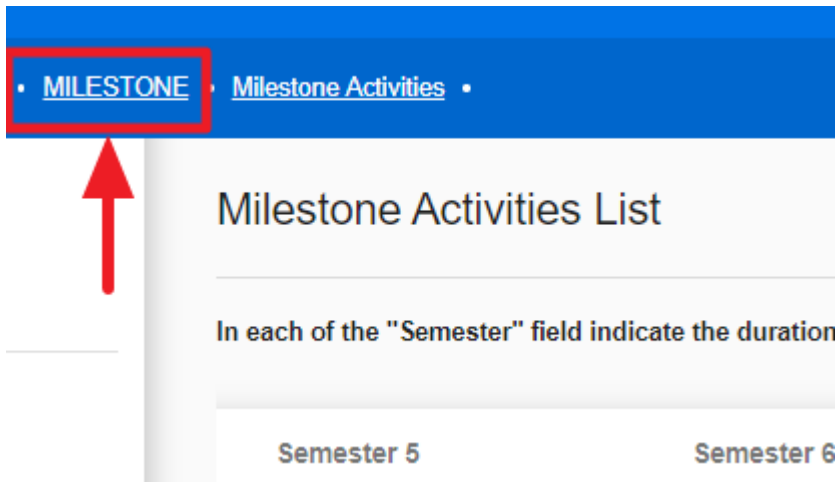 • MILESTONE • Milestone Activities •
Milestone Activities List
In each of the "Semester" field indicate the duration
Semester 5 Semester 6